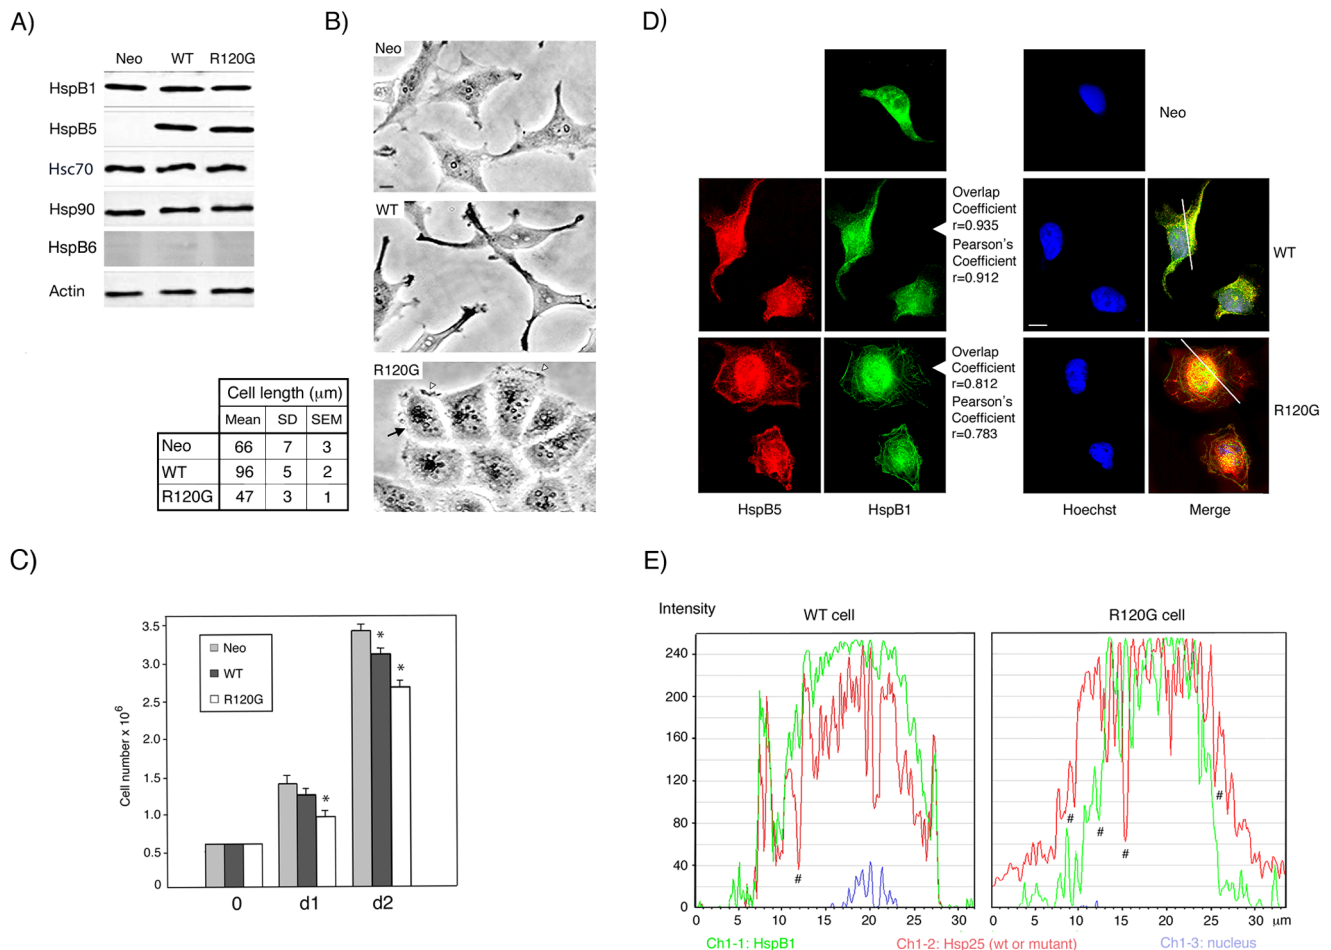 A)
Neo WT R120G
HspB1
HspB5
Hsc70
Hsp90
HspB6
Actin
Cell length (μm)
Mean SD SEM
Neo 66 7 3
WT 96 5 2
R120G 47 3 1
B)
Neo
WT
R120G
C)
Cell number x 10⁶
3.5
3.0
2.5
2.0
1.5
1.0
0.5
0
Neo
WT
R120G
*
*
*
0 d1 d2
D)
Neo
Overlap
Coefficient
r=0.935
Pearson's
Coefficient
r=0.912
WT
Overlap
Coefficient
r=0.812
Pearson's
Coefficient
r=0.783
R120G
HspB5 HspB1 Hoechst Merge
E)
Intensity
WT cell R120G cell
240
200
160
120
80
40
0
#
# # # #
0 5 10 15 20 25 30
0 5 10 15 20 25 30 μm
Ch1-1: HspB1 Ch1-2: Hsp25 (wt or mutant) Ch1-3: nucleus